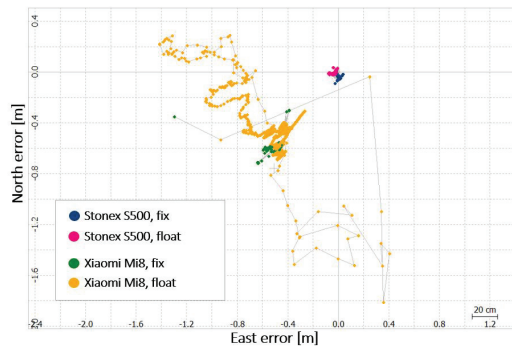 0.4
0.0
-0.4
-0.8
-1.2
-1.6
North error [m]
Stonex S500, fix
Stonex S500, float
Xiaomi Mi8, fix
Xiaomi Mi8, float
20 cm
-2.4 -2.0 -1.6 -1.2 -0.8 -0.4 0.0 0.4 0.8 1.2
East error [m]